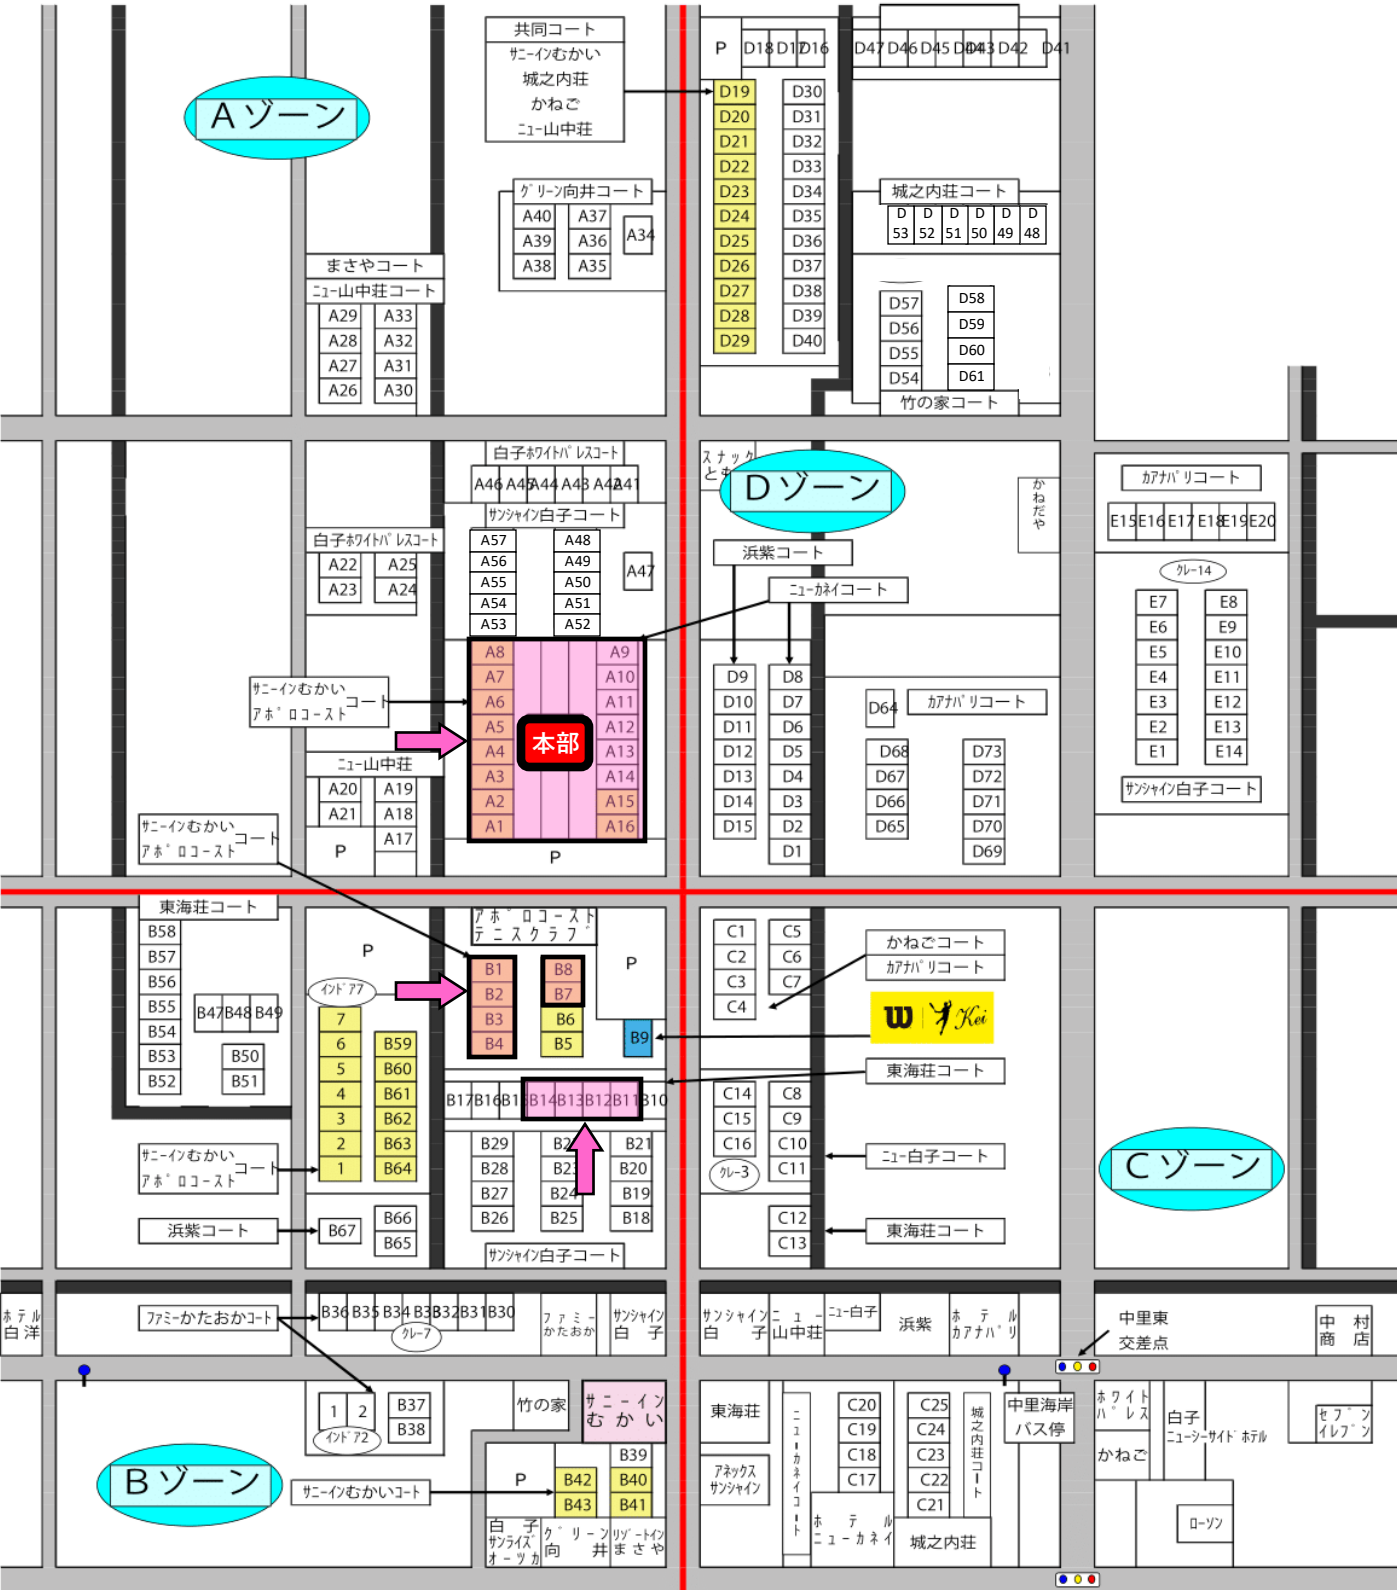 共同コート
ｻﾆｰインむかい
城之内荘
かねご
ﾆｭｰ山中荘
Aゾーン
P
D18
D17
D16
D47
D46
D45
D44
D43
D42
D41
D19
D20
D21
D22
D23
D24
D25
D26
D27
D28
D29
D30
D31
D32
D33
D34
D35
D36
D37
D38
D39
D40
ｸﾞﾘｰﾝ向井コート
A40
A39
A38
A37
A36
A35
A34
城之内荘コート
D53
D52
D51
D50
D49
D48
まさやコート
ﾆｭｰ山中荘コート
A29
A28
A27
A26
A33
A32
A31
A30
D57
D56
D55
D54
D58
D59
D60
D61
竹の家コート
白子ﾎﾜｲﾄﾊﾟﾚｽコート
A46
A45
A44
A43
A42
A41
ｻﾝｼｬｲﾝ白子コート
A57
A56
A55
A54
A53
A48
A49
A50
A51
A52
A47
白子ﾎﾜｲﾄﾊﾟﾚｽコート
A22
A23
A25
A24
スナック
Dゾーン
かねだや
カアナパリコート
E15
E16
E17
E18
E19
E20
ｸﾚｰ14
E7
E6
E5
E4
E3
E2
E1
E8
E9
E10
E11
E12
E13
E14
ｻﾝｼｬｲﾝ白子コート
浜紫コート
ﾆｭｰｶﾈｲコート
A8
A7
A6
A5
A4
A3
A2
A1
A9
A10
A11
A12
A13
A14
A15
A16
本部
ｻﾆｰインむかい
ｱﾎﾟﾛｺｰｽﾄ
コート
ﾆｭｰ山中荘
A20
A21
A19
A18
A17
P
P
D9
D10
D11
D12
D13
D14
D15
D8
D7
D6
D5
D4
D3
D2
D1
D64
カアナパリコート
D68
D67
D66
D65
D73
D72
D71
D70
D69
ｻﾆｰインむかい
ｱﾎﾟﾛｺｰｽﾄ
コート
東海荘コート
B58
B57
B56
B55
B54
B53
B52
B47
B48
B49
B50
B51
P
ｲﾝﾄﾞｱ7
7
6
5
4
3
2
1
B59
B60
B61
B62
B63
B64
アポロコースト
テニスクラブ
B1
B2
B3
B4
B8
B7
B6
B5
P
B9
C1
C2
C3
C4
C5
C6
C7
かねごコート
カアナパリコート
W Kei
東海荘コート
B17
B16
B1
B14
B13
B12
B11
B10
C14
C15
C16
ｸﾚｰ3
C8
C9
C10
C11
ﾆｭｰ白子コート
Cゾーン
ｻﾆｰインむかい
ｱﾎﾟﾛｺｰｽﾄ
コート
B29
B28
B27
B26
B2
B23
B24
B25
B21
B20
B19
B18
浜紫コート
B67
B66
B65
ｻﾝｼｬｲﾝ白子コート
C12
C13
東海荘コート
ホテル
白洋
ﾌｧﾐｰかたおかコート
B36
B35
B34
B33
B32
B31
B30
ｸﾚｰ7
ファミー
かたおか
サンシャイン
白子
サンシャイン
白子
ニュー
山中荘
ﾆｭｰ白子
浜紫
ホテル
カアナパリ
中里東
交差点
中村
商店
1
2
ｲﾝﾄﾞｱ2
B37
B38
竹の家
サニーイン
むかい
東海荘
ニューカネイコート
C20
C19
C18
C17
C25
C24
C23
C22
C21
城之内荘コート
中里海岸
バス停
ホワイト
パレス
かねご
白子
ﾆｭｰｼｰｻｲﾄﾞﾎﾃﾙ
セブン
イレブン
Bゾーン
ｻﾆｰインむかいコート
P
B42
B43
B39
B40
B41
アネックス
サンシャイン
白子
サンライズ
オーツカ
グリーン
向井
リゾートイン
まさや
ホテル
ニューカネイ
城之内荘
ローソン